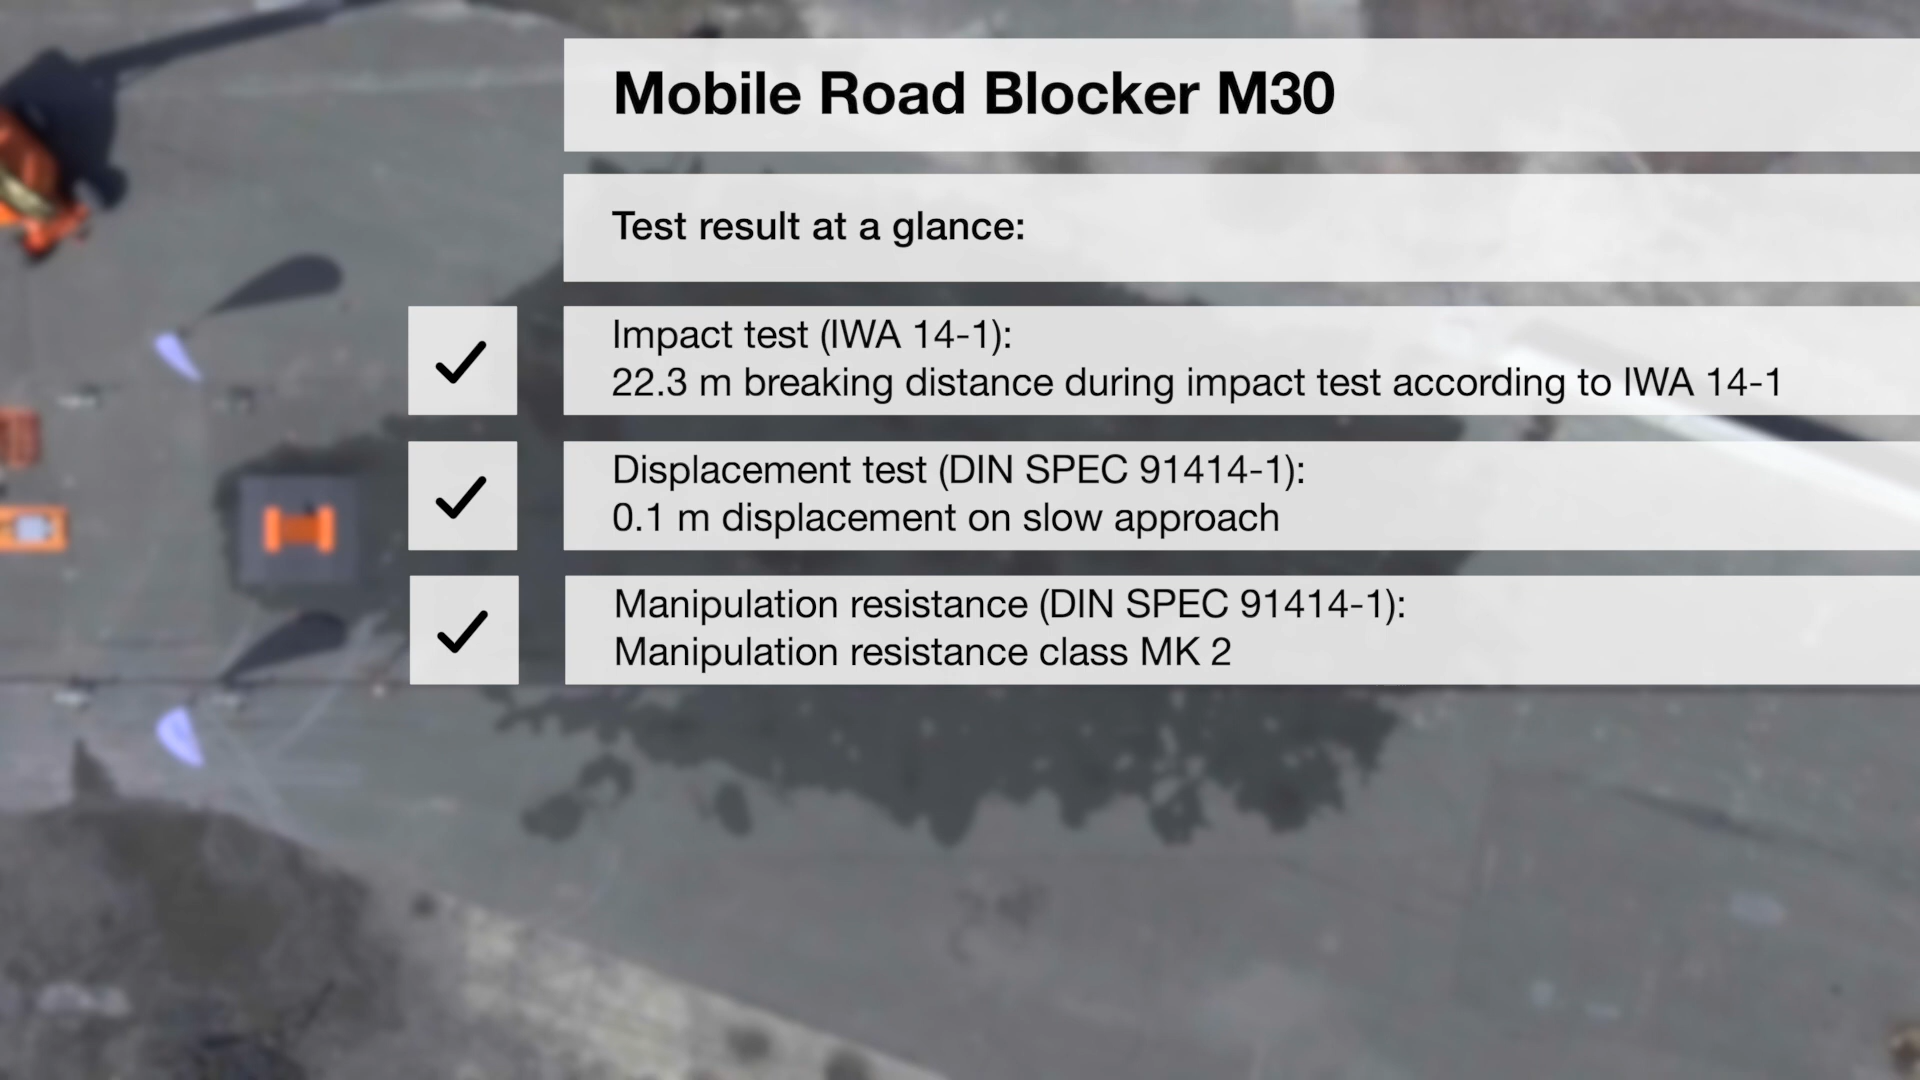 Mobile Road Blocker M30
Test result at a glance:
Impact test (IWA 14-1):
22.3 m breaking distance during impact test according to IWA 14-1
Displacement test (DIN SPEC 91414-1):
0.1 m displacement on slow approach
Manipulation resistance (DIN SPEC 91414-1):
Manipulation resistance class MK 2